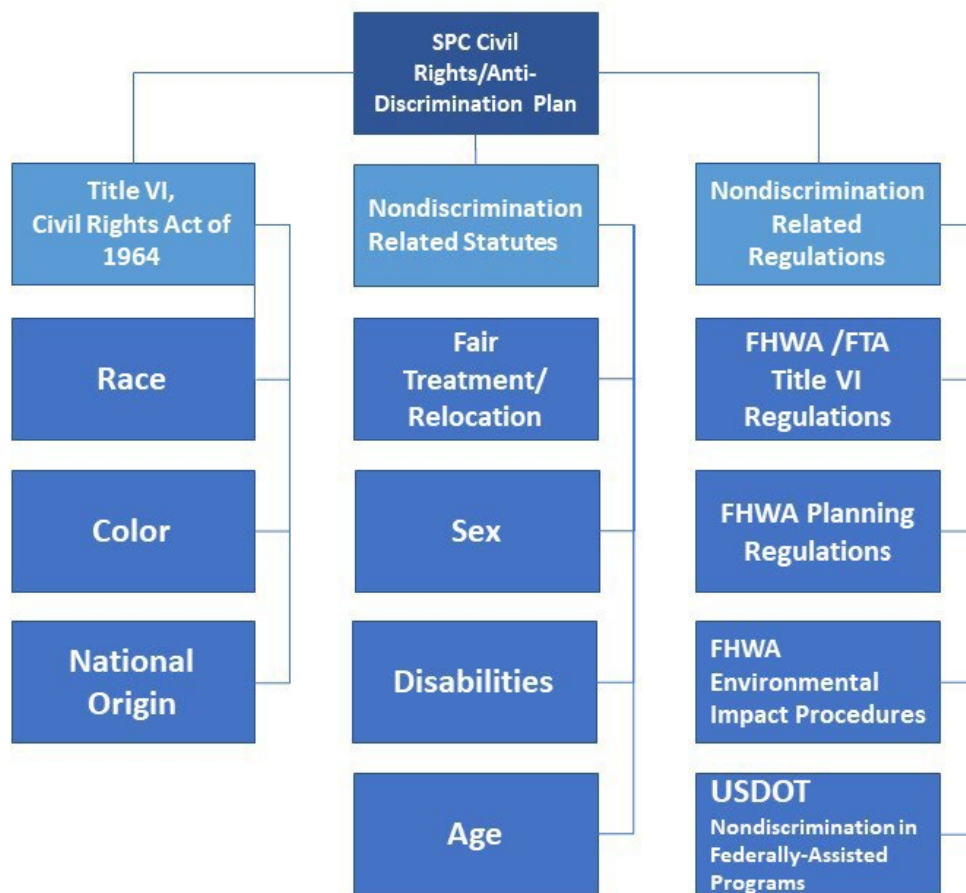 SPC Civil
Rights/Anti-
Discrimination Plan
Title VI,
Civil Rights Act of
1964
Race
Color
National
Origin
Nondiscrimination
Related Statutes
Fair
Treatment/
Relocation
Sex
Disabilities
Age
Nondiscrimination
Related
Regulations
FHWA /FTA
Title VI
Regulations
FHWA Planning
Regulations
FHWA
Environmental
Impact Procedures
USDOT
Nondiscrimination in
Federally-Assisted
Programs